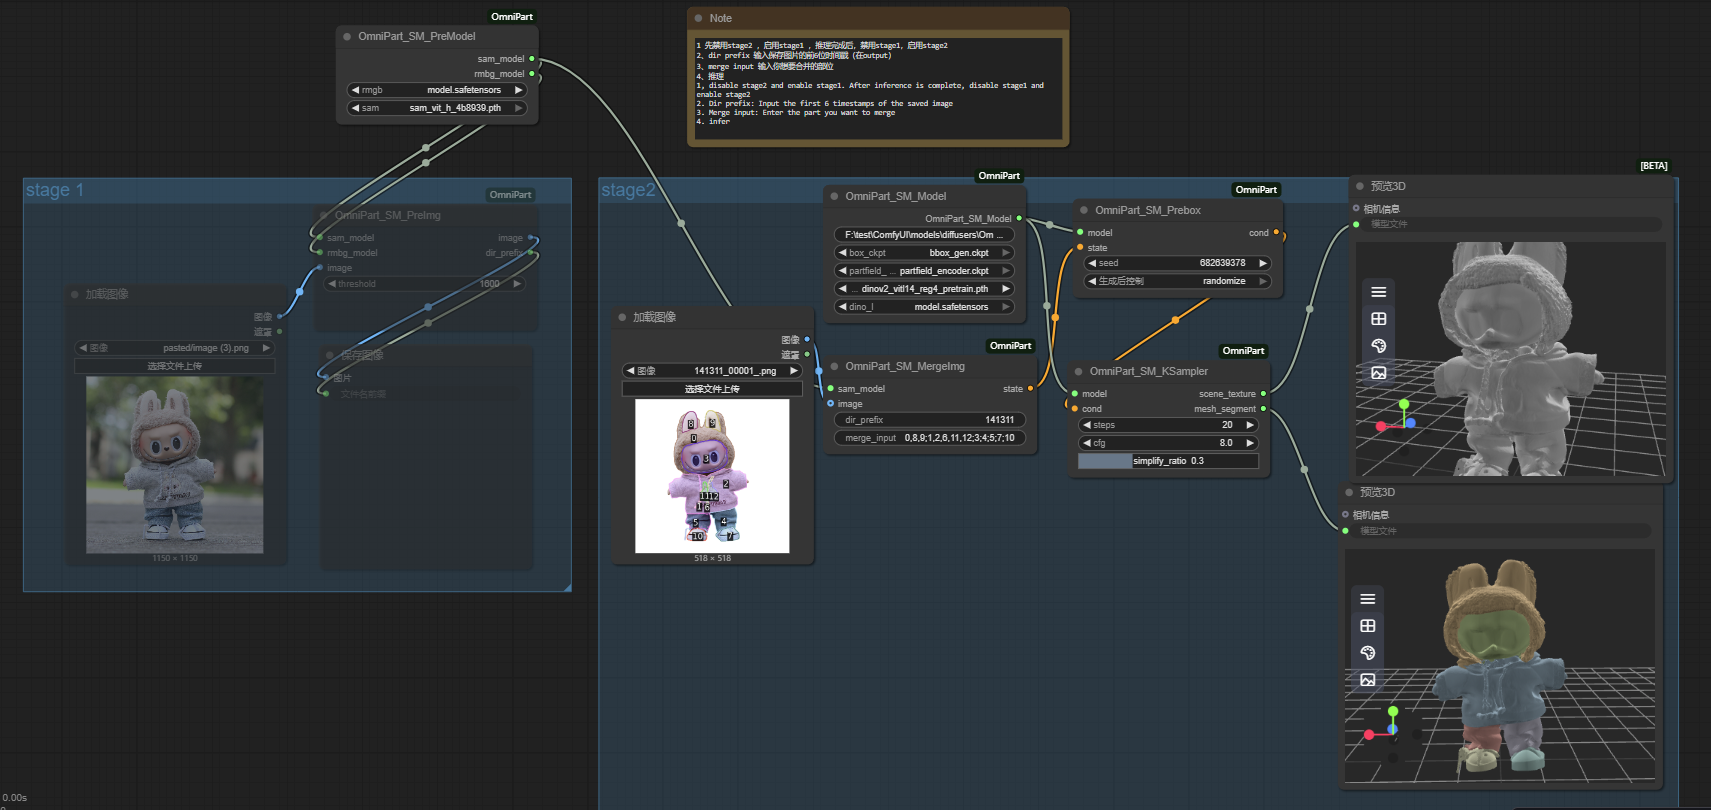 OmniPart
OmniPart_SM_PreModel
sam_model
rmbg_model
rmgb model.safetensors
sam sam_vit_h_4b8939.pth
Note
1 先禁用stage2 , 启用stage1 , 推理完成后, 禁用stage1, 启用stage2
2、dir prefix 输入保存图片的前6位时间戳 (在output)
3、merge input 输入你想要合并的部位
4、推理
1, disable stage2 and enable stage1. After inference is complete, disable stage1 and
enable stage2
2. Dir prefix: Input the first 6 timestamps of the saved image
3. Merge input: Enter the part you want to merge
4. infer
stage 1
OmniPart
OmniPart_SM_PreImg
sam_model image
rmbg_model dir_prefix
image
threshold 1600
加载图像
图像
遮罩
图像 pasted/image (3).png
选择文件上传
1150 × 1150
保存图像
图片
文件名前缀
stage2
加载图像
图像
遮罩
图像 141311_00001_.png
选择文件上传
8 9
0
3
2
11 12
1 6
5 4
10 7
518 × 518
OmniPart
OmniPart_SM_Model
OmniPart_SM_Model
F:\test\ComfyUI\models\diffusers\Om ...
box_ckpt bbox_gen.ckpt
partfield_ ... partfield_encoder.ckpt
... dinov2_vitl14_reg4_pretrain.pth
dino_l model.safetensors
OmniPart
OmniPart_SM_MergeImg
sam_model state
image
dir_prefix 141311
merge_input 0,8,9;1,2,6,11,12;3;4;5;7;10
OmniPart
OmniPart_SM_Prebox
model cond
state
seed 682639378
生成后控制 randomize
OmniPart
OmniPart_SM_KSampler
model scene_texture
cond mesh_segment
steps 20
cfg 8.0
simplify_ratio 0.3
[BETA]
预览3D
相机信息
模型文件
预览3D
相机信息
模型文件
0.00s